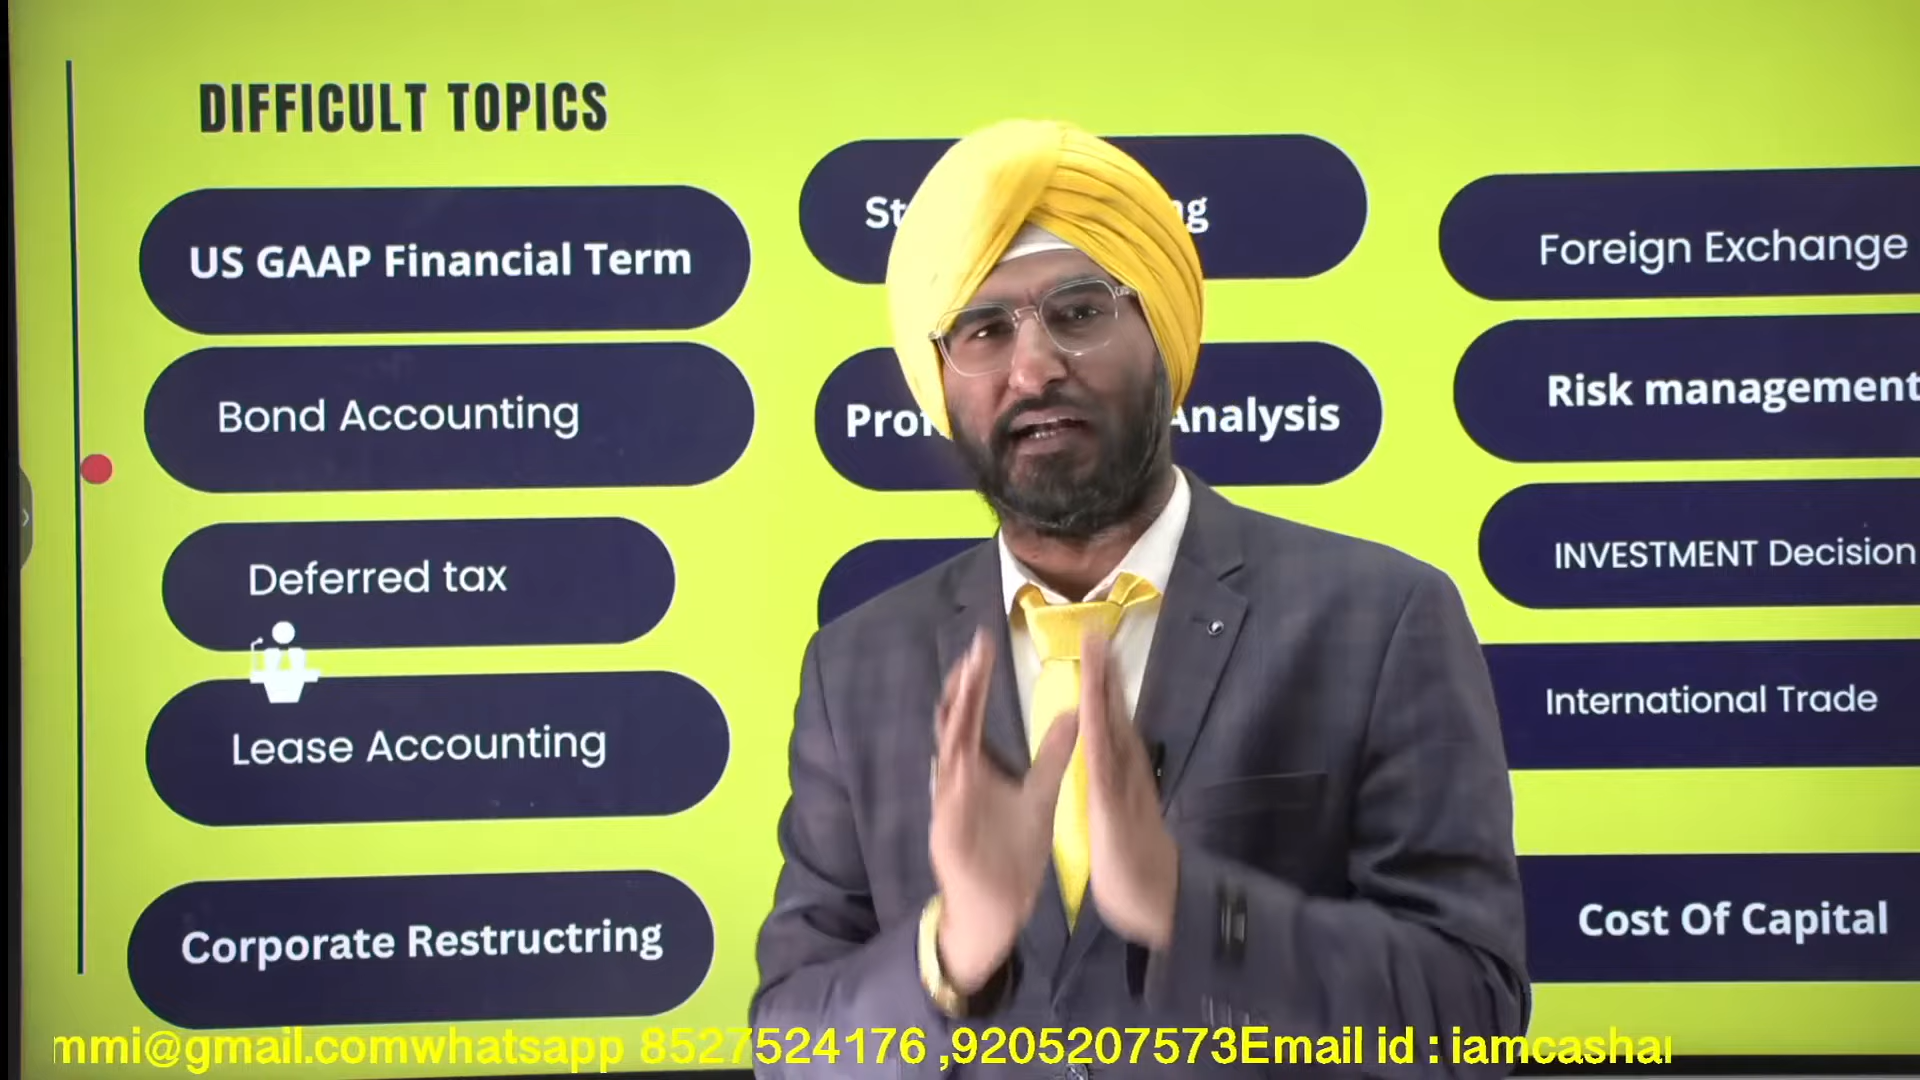 DIFFICULT TOPICS
US GAAP Financial Term
Bond Accounting
Deferred tax
Lease Accounting
Corporate Restructring
Analysis
Foreign Exchange
Risk management
INVESTMENT Decision
International Trade
Cost Of Capital
mmi@gmail.comwhatsapp 8527524176 ,9205207573Email id : iamcasha